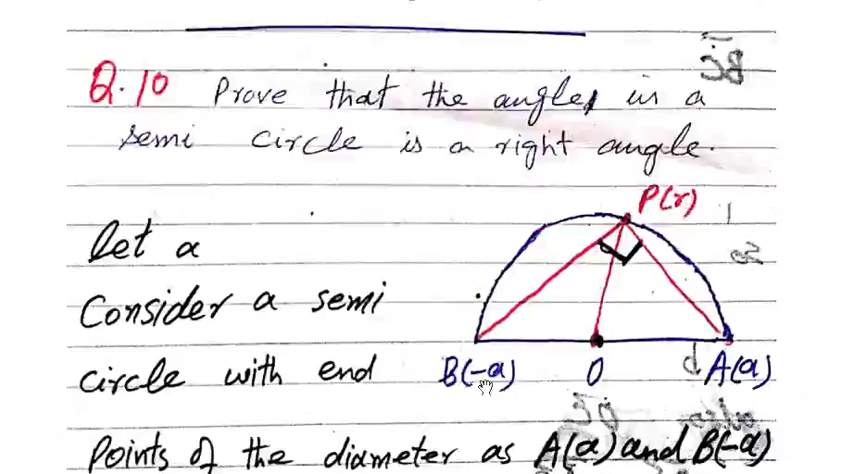 Q.10 Prove that the angle, in a
semi circle is a right angle.
P(r)
Let a
Consider a semi
circle with end
B(-a) O A(a)
Points of the diameter as A(a) and B(-a)